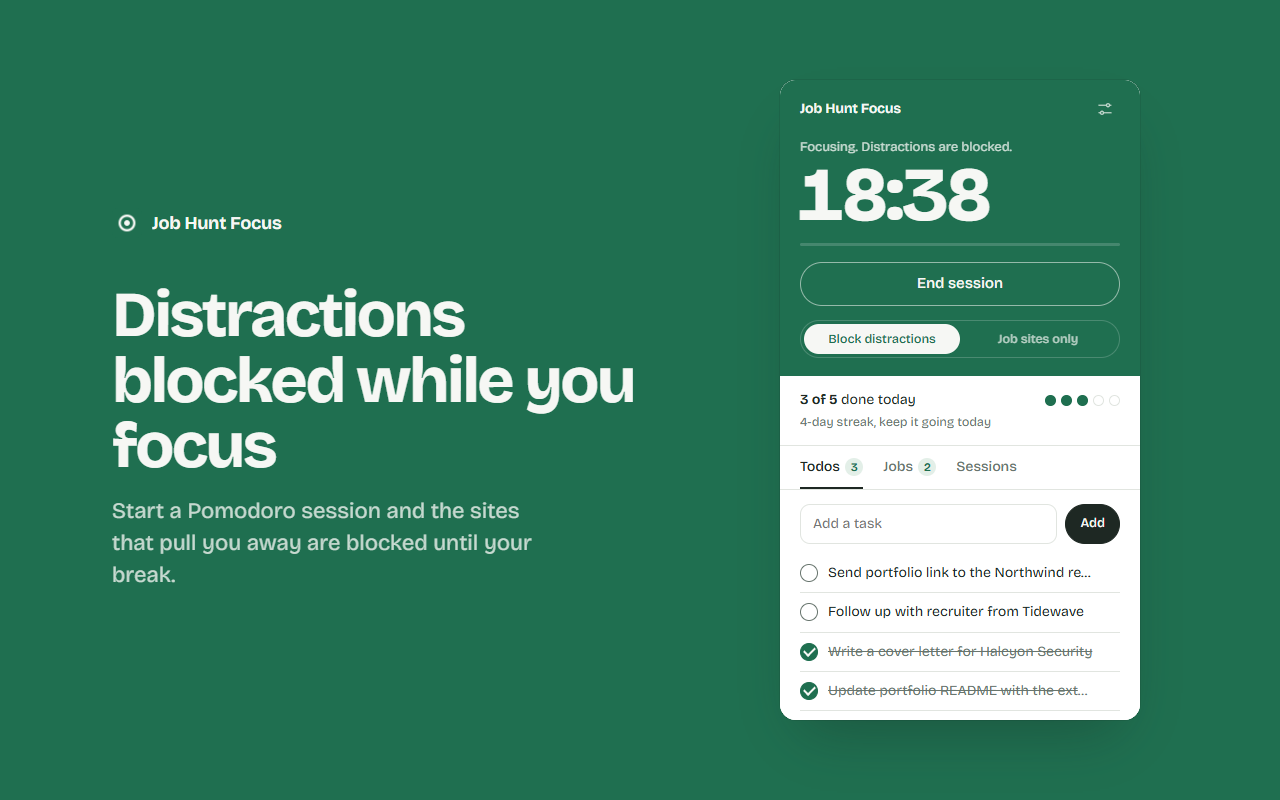 Job Hunt Focus
Distractions
blocked while you
focus
Start a Pomodoro session and the sites
that pull you away are blocked until your
break.
Job Hunt Focus
Focusing. Distractions are blocked.
18:38
End session
Block distractions
Job sites only
3 of 5 done today
4-day streak, keep it going today
Todos 3
Jobs 2
Sessions
Add a task
Add
Send portfolio link to the Northwind re...
Follow up with recruiter from Tidewave
Write a cover letter for Halcyon Security
Update portfolio README with the ext...